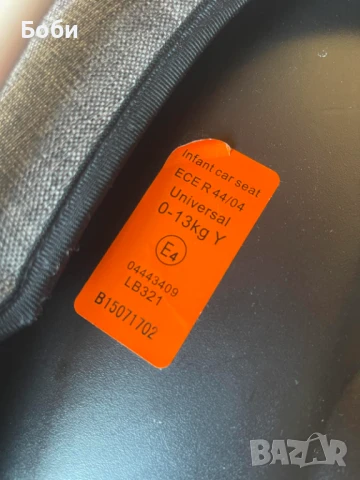 Боби
Infant car seat
ECE R 44/04
Universal
0-13kg Y
E4
04443409
LB321
B15071702
BAZAR